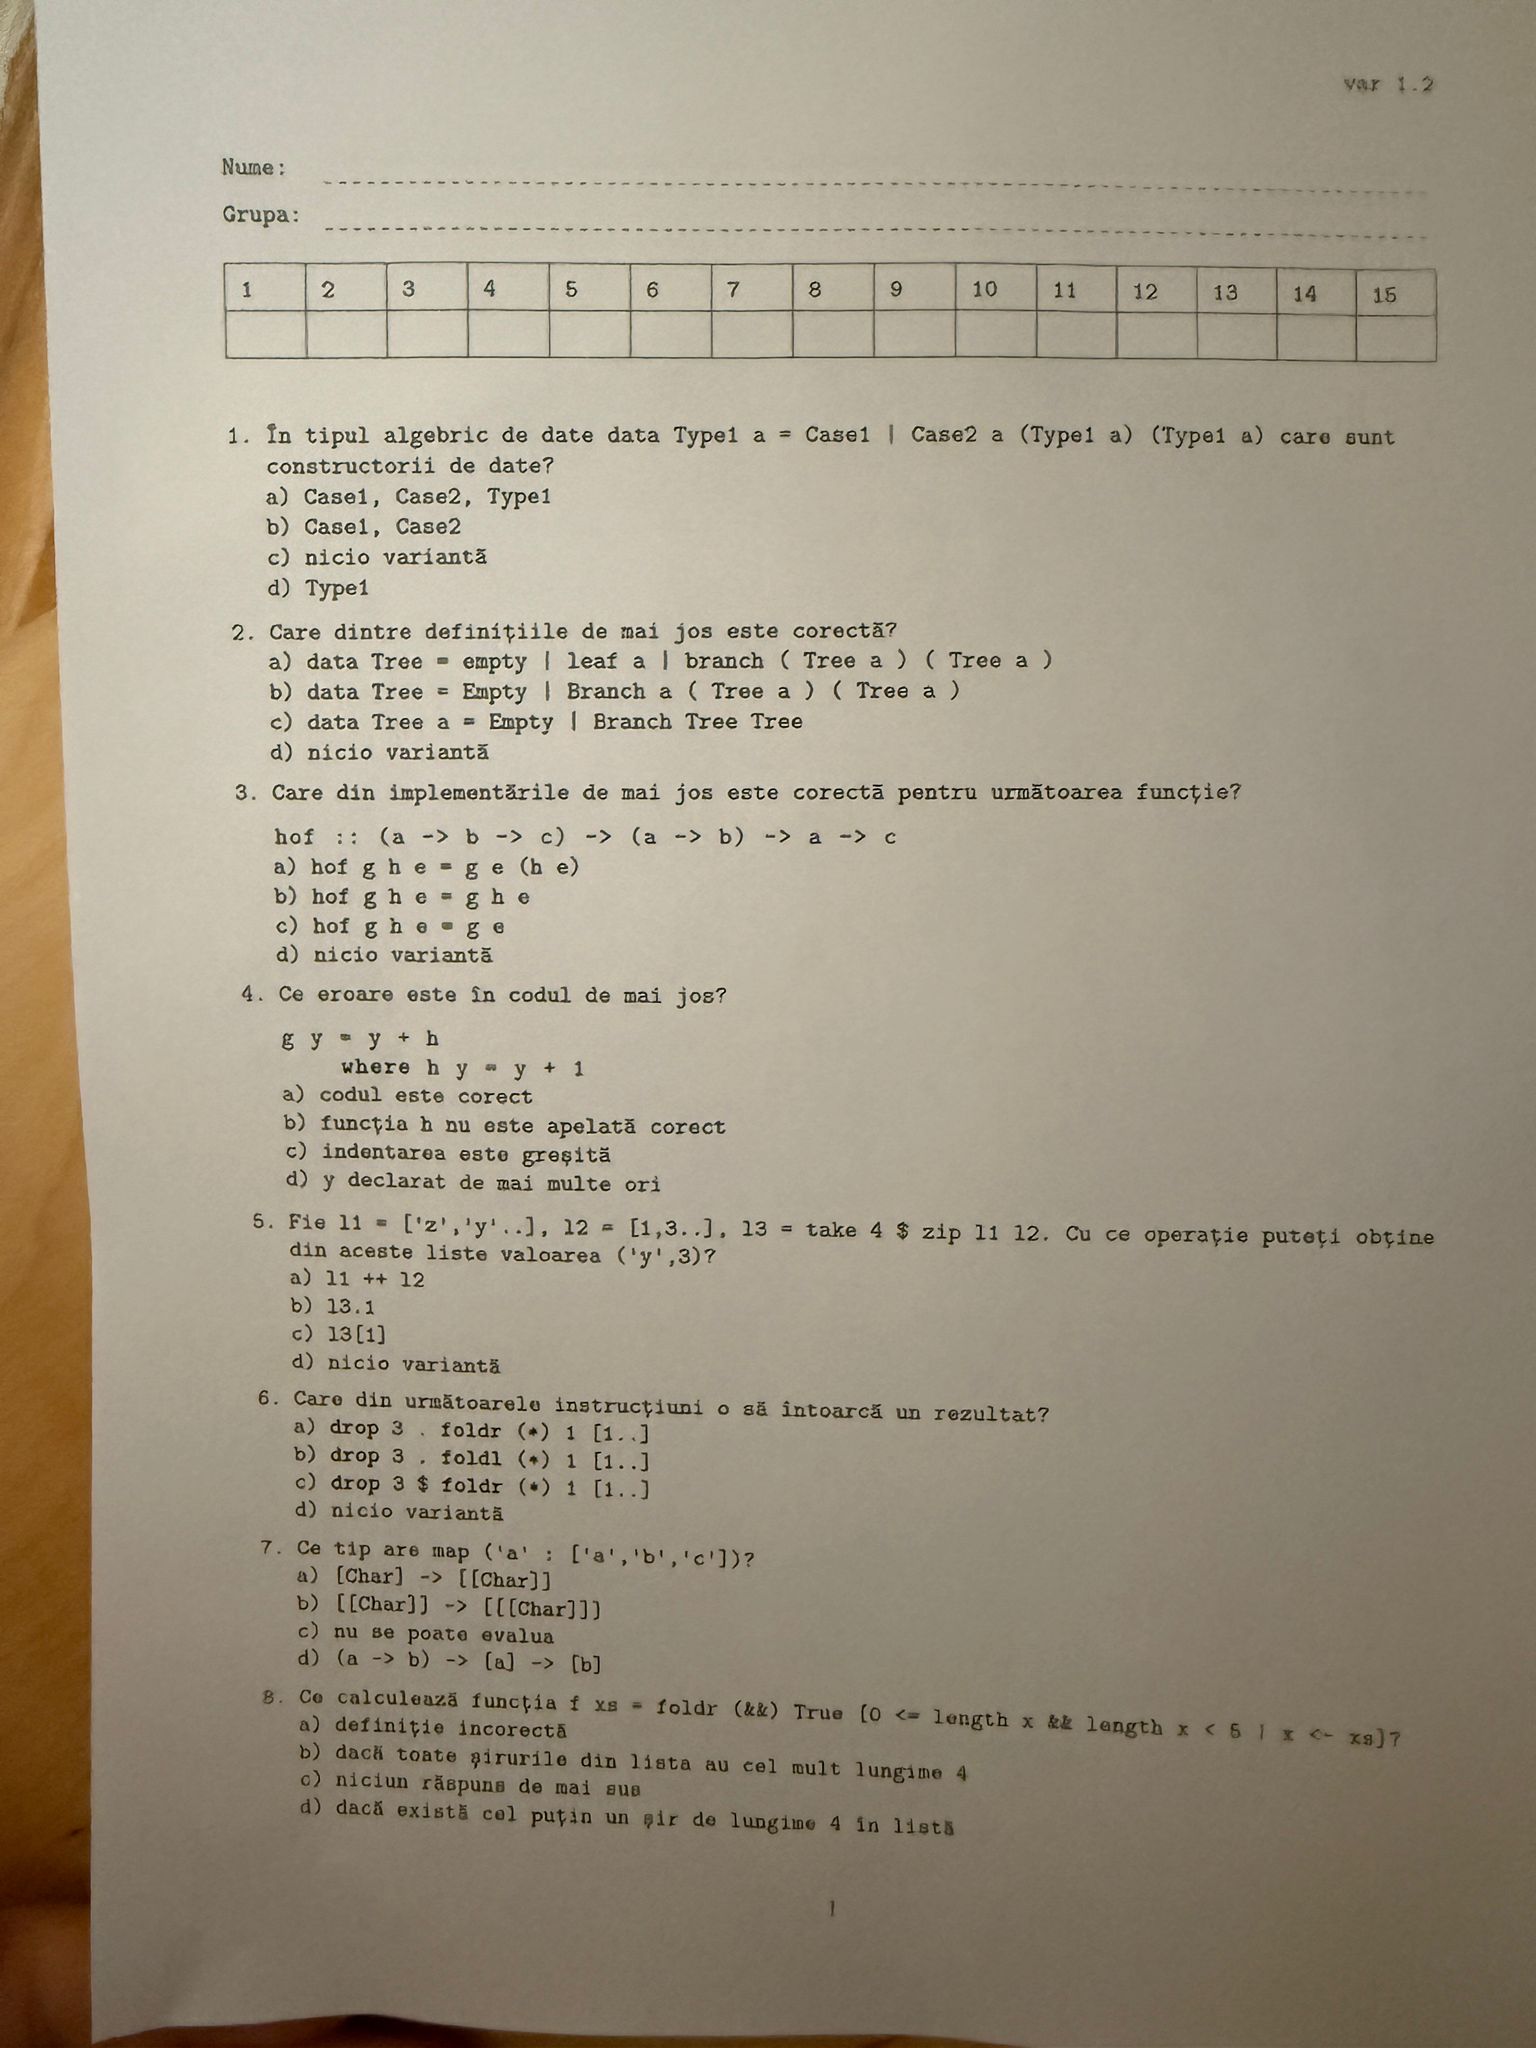 var 1.2
Nume:
Grupa:
1 2 3 4 5 6 7 8 9 10 11 12 13 14 15
1. În tipul algebric de date data Type1 a = Case1 | Case2 a (Type1 a) (Type1 a) care sunt
constructorii de date?
a) Case1, Case2, Type1
b) Case1, Case2
c) nicio variantă
d) Type1
2. Care dintre definițiile de mai jos este corectă?
a) data Tree = empty | leaf a | branch ( Tree a ) ( Tree a )
b) data Tree = Empty | Branch a ( Tree a ) ( Tree a )
c) data Tree a = Empty | Branch Tree Tree
d) nicio variantă
3. Care din implementările de mai jos este corectă pentru următoarea funcție?
hof :: (a -> b -> c) -> (a -> b) -> a -> c
a) hof g h e = g e (h e)
b) hof g h e = g h e
c) hof g h e = g e
d) nicio variantă
4. Ce eroare este în codul de mai jos?
g y = y + h
where h y = y + 1
a) codul este corect
b) funcția h nu este apelată corect
c) indentarea este greșită
d) y declarat de mai multe ori
5. Fie l1 = ['z','y'..], l2 = [1,3..], l3 = take 4 $ zip l1 l2. Cu ce operație puteți obține
din aceste liste valoarea ('y',3)?
a) l1 ++ l2
b) l3.1
c) l3[1]
d) nicio variantă
6. Care din următoarele instrucțiuni o să întoarcă un rezultat?
a) drop 3 . foldr (*) 1 [1..]
b) drop 3 . foldl (*) 1 [1..]
c) drop 3 $ foldr (*) 1 [1..]
d) nicio variantă
7. Ce tip are map ('a' : ['a','b','c'])?
a) [Char] -> [[Char]]
b) [[Char]] -> [[[Char]]]
c) nu se poate evalua
d) (a -> b) -> [a] -> [b]
8. Ce calculează funcția f xs = foldr (&&) True [0 <= length x && length x < 5 | x <- xs]?
a) definiție incorectă
b) dacă toate șirurile din lista au cel mult lungime 4
c) niciun răspuns de mai sus
d) dacă există cel puțin un șir de lungime 4 în listă
1